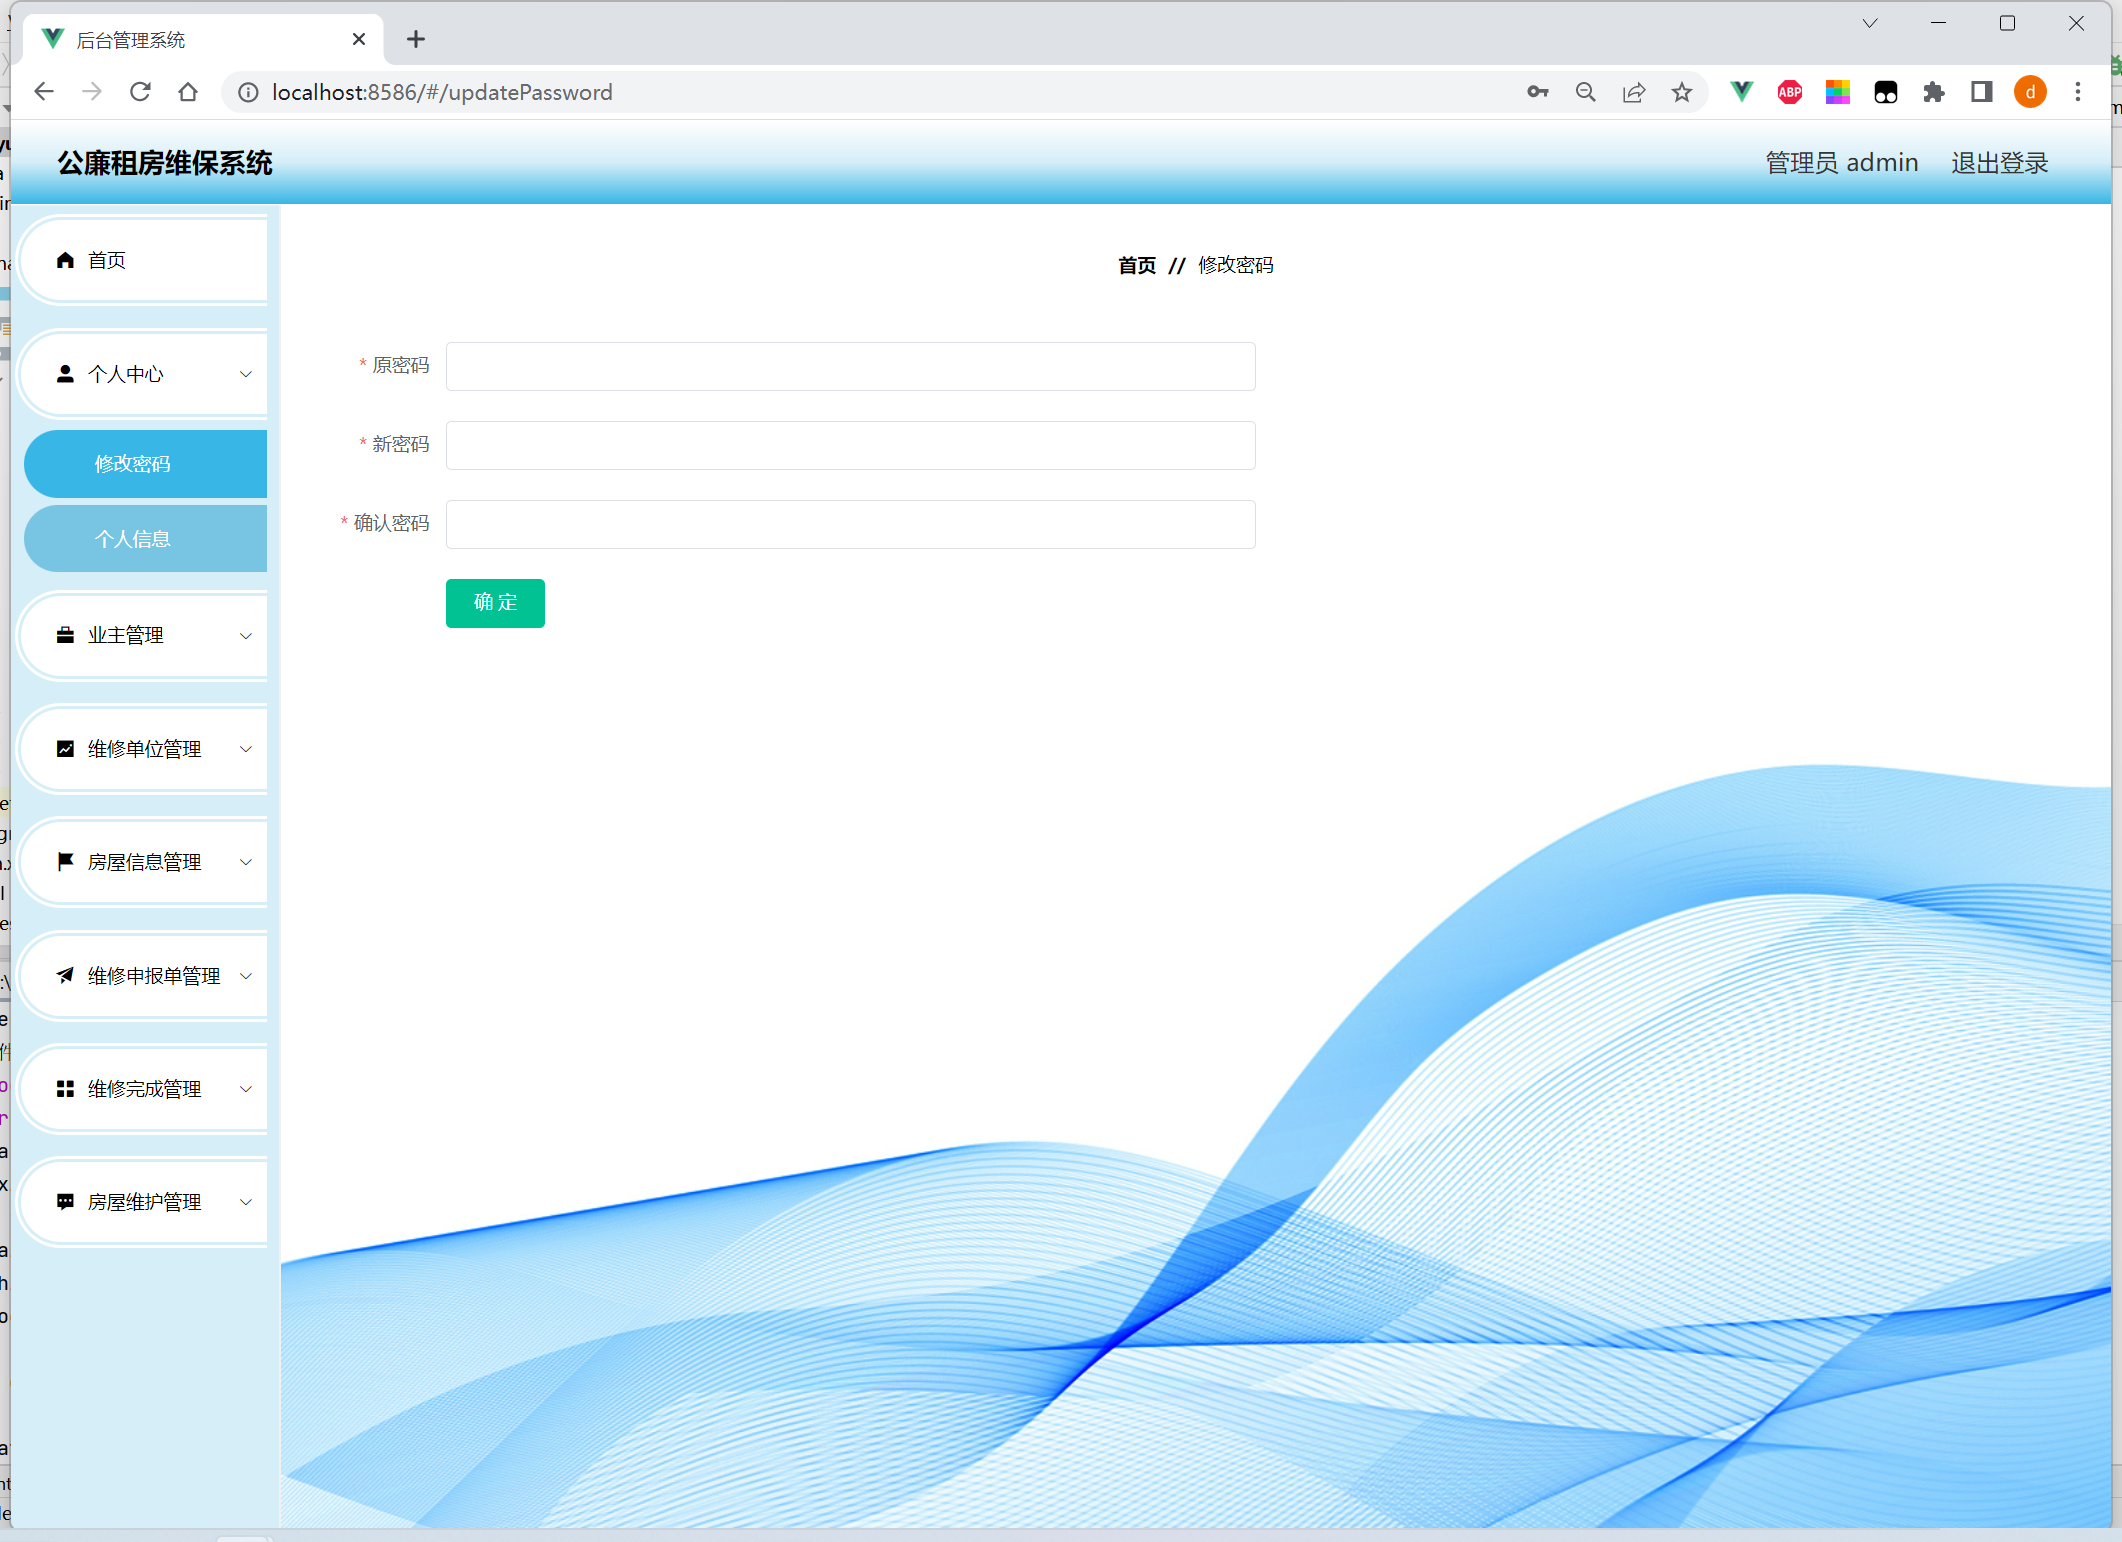 后台管理系统
localhost:8586/#/updatePassword
ABP
d
公廉租房维保系统
管理员 admin
退出登录
首页
个人中心
修改密码
个人信息
业主管理
维修单位管理
房屋信息管理
维修申报单管理
维修完成管理
房屋维护管理
首页 // 修改密码
* 原密码
* 新密码
* 确认密码
确 定